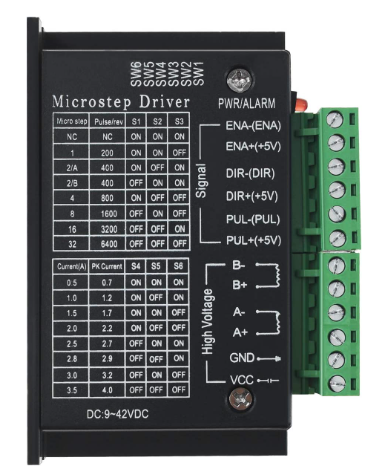 SW6 SW5 SW4 SW3 SW2 SW1
Microstep Driver
PWR/ALARM
Micro step Pulse/rev S1 S2 S3
NC NC ON ON ON
1 200 ON ON OFF
2/A 400 ON OFF ON
2/B 400 OFF ON ON
4 800 ON OFF OFF
8 1600 OFF ON OFF
16 3200 OFF OFF ON
32 6400 OFF OFF OFF
Signal
ENA-(ENA)
ENA+(+5V)
DIR-(DIR)
DIR+(+5V)
PUL-(PUL)
PUL+(+5V)
Current(A) PK Current S4 S5 S6
0.5 0.7 ON ON ON
1.0 1.2 ON OFF ON
1.5 1.7 ON ON OFF
2.0 2.2 ON OFF OFF
2.5 2.7 OFF ON ON
2.8 2.9 OFF OFF ON
3.0 3.2 OFF ON OFF
3.5 4.0 OFF OFF OFF
High Voltage
B-
B+
A-
A+
GND
VCC
DC:9~42VDC